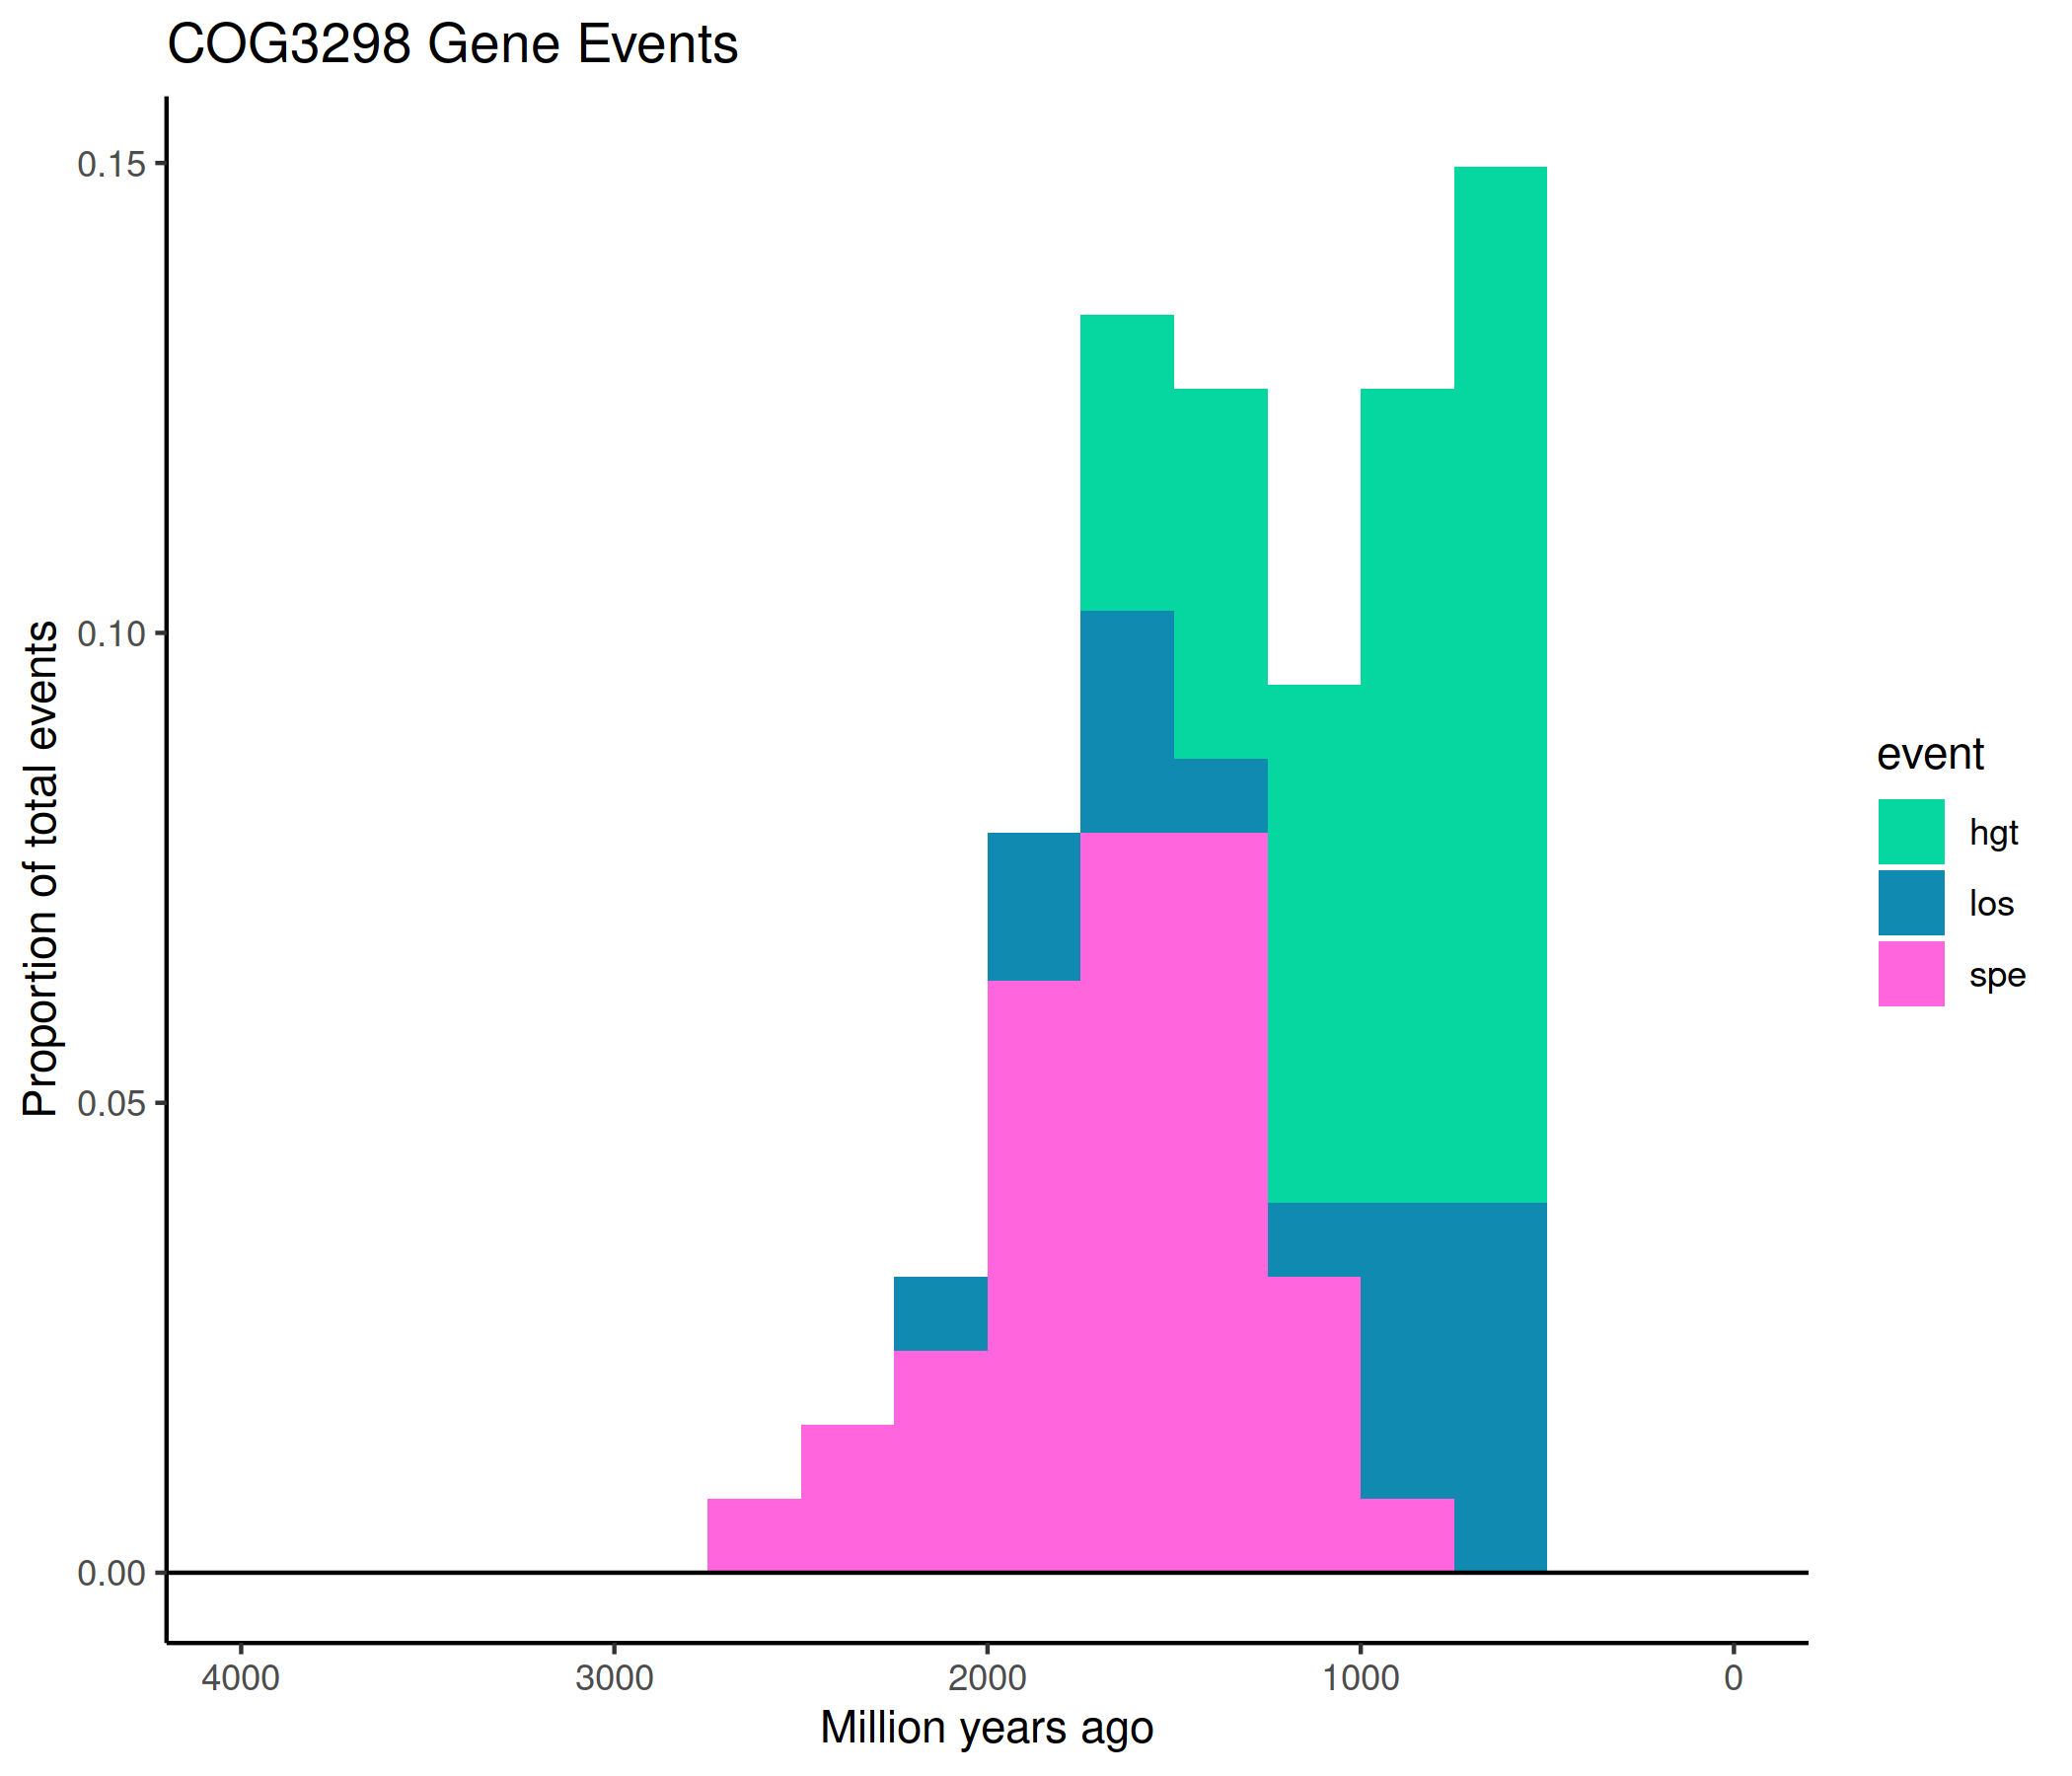 COG3298 Gene Events
0.15
0.10
0.05
0.00
Proportion of total events
4000 3000 2000 1000 0
Million years ago
event
hgt
los
spe